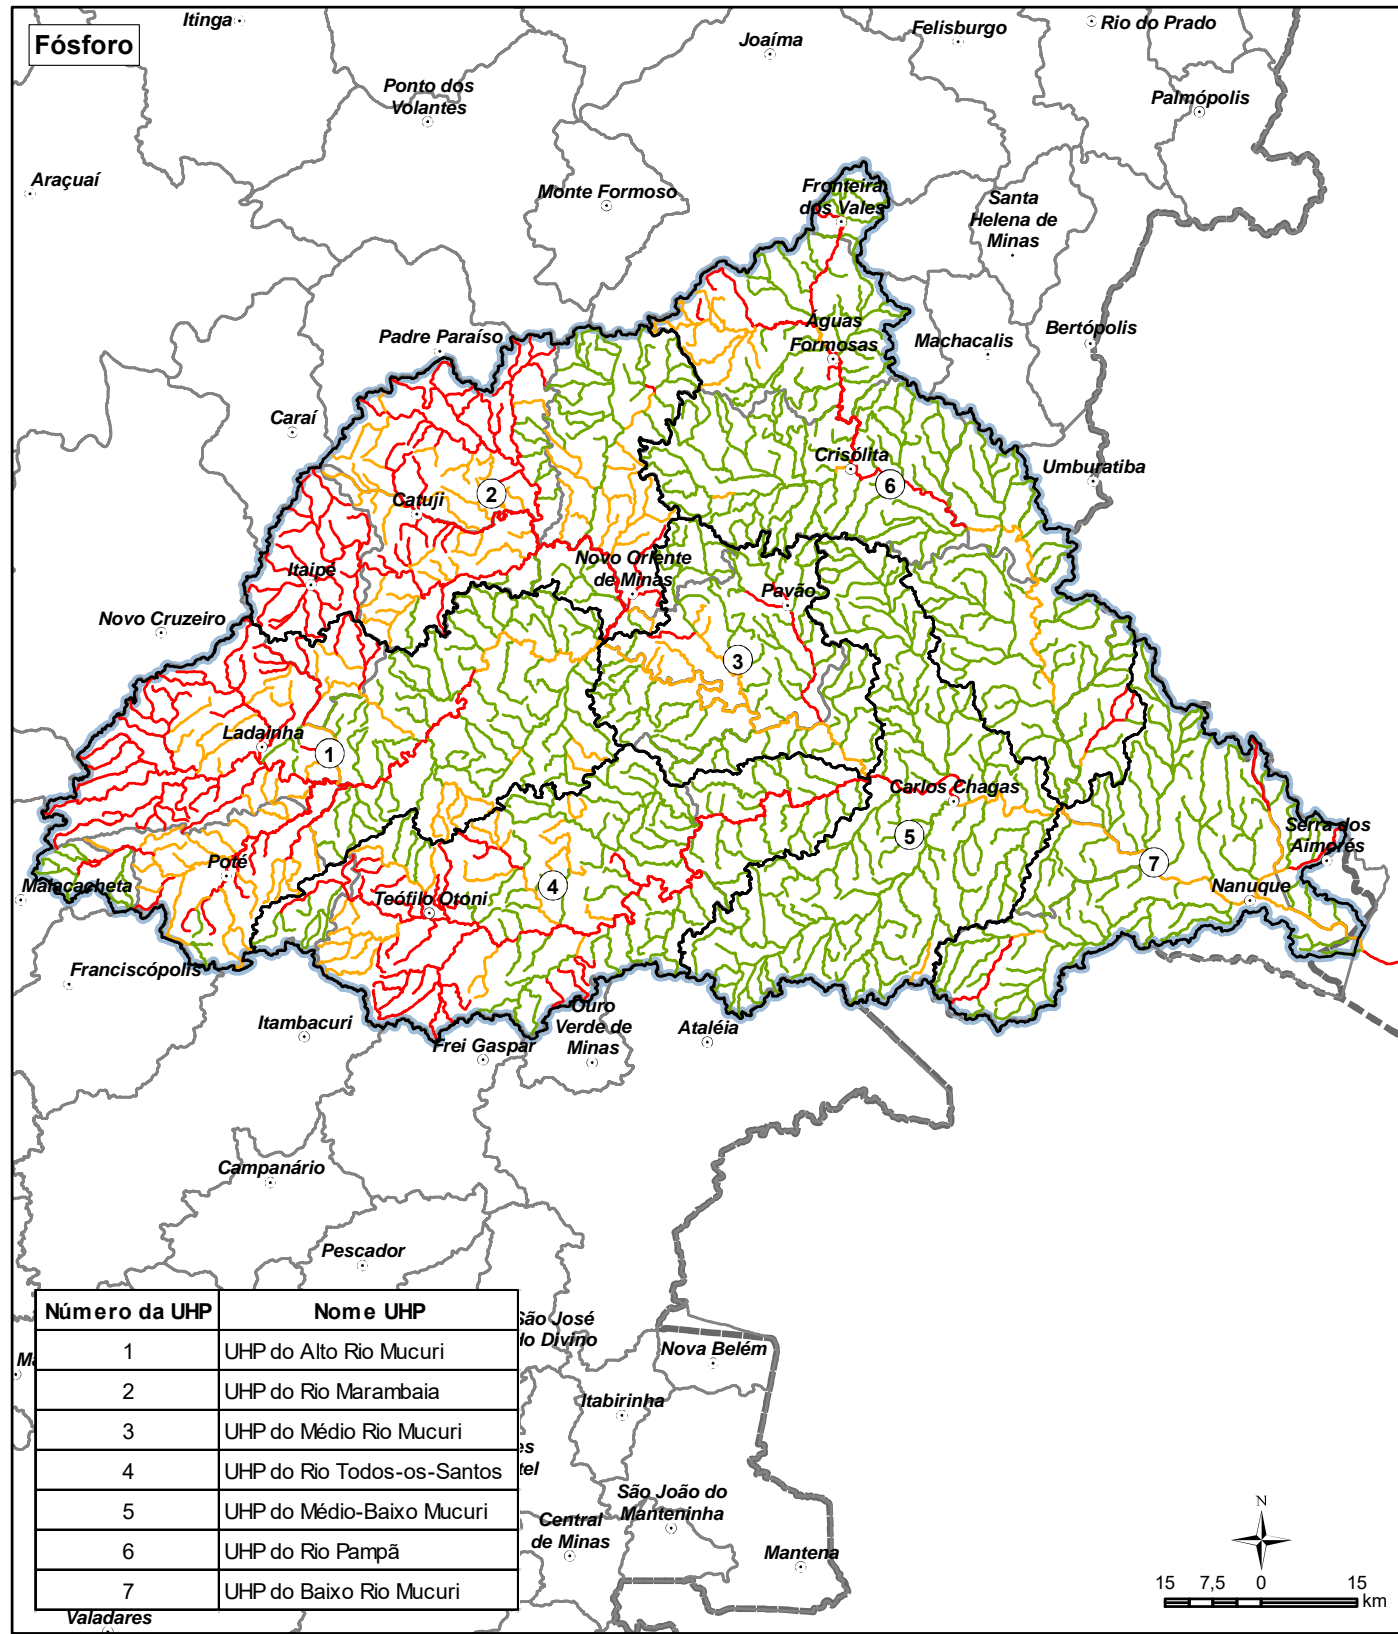 Fósforo
Itinga
Joaíma
Felisburgo
Rio do Prado
Ponto dos
Volantes
Palmópolis
Araçuaí
Monte Formoso
Fronteira
dos Vales
Santa
Helena de
Minas
Padre Paraíso
Águas
Formosas
Machacalis
Bertópolis
Caraí
Crisólita
Umburatiba
2
6
Catuji
Itaipé
Novo Oriente
de Minas
Pavão
Novo Cruzeiro
3
Ladainha
1
Carlos Chagas
5
Serra dos
Aimorés
7
Poté
Malacacheta
Teófilo Otoni
4
Nanuque
Franciscópolis
Itambacuri
Frei Gaspar
Ouro
Verde de
Minas
Ataléia
Campanário
Pescador
Número da UHP Nome UHP
1 UHP do Alto Rio Mucuri
2 UHP do Rio Marambaia
3 UHP do Médio Rio Mucuri
4 UHP do Rio Todos-os-Santos
5 UHP do Médio-Baixo Mucuri
6 UHP do Rio Pampã
7 UHP do Baixo Rio Mucuri
São José
do Divino
Nova Belém
Itabirinha
es
tel
São João do
Manteninha
Central
de Minas
Mantena
Valadares
N
15 7,5 0 15
km